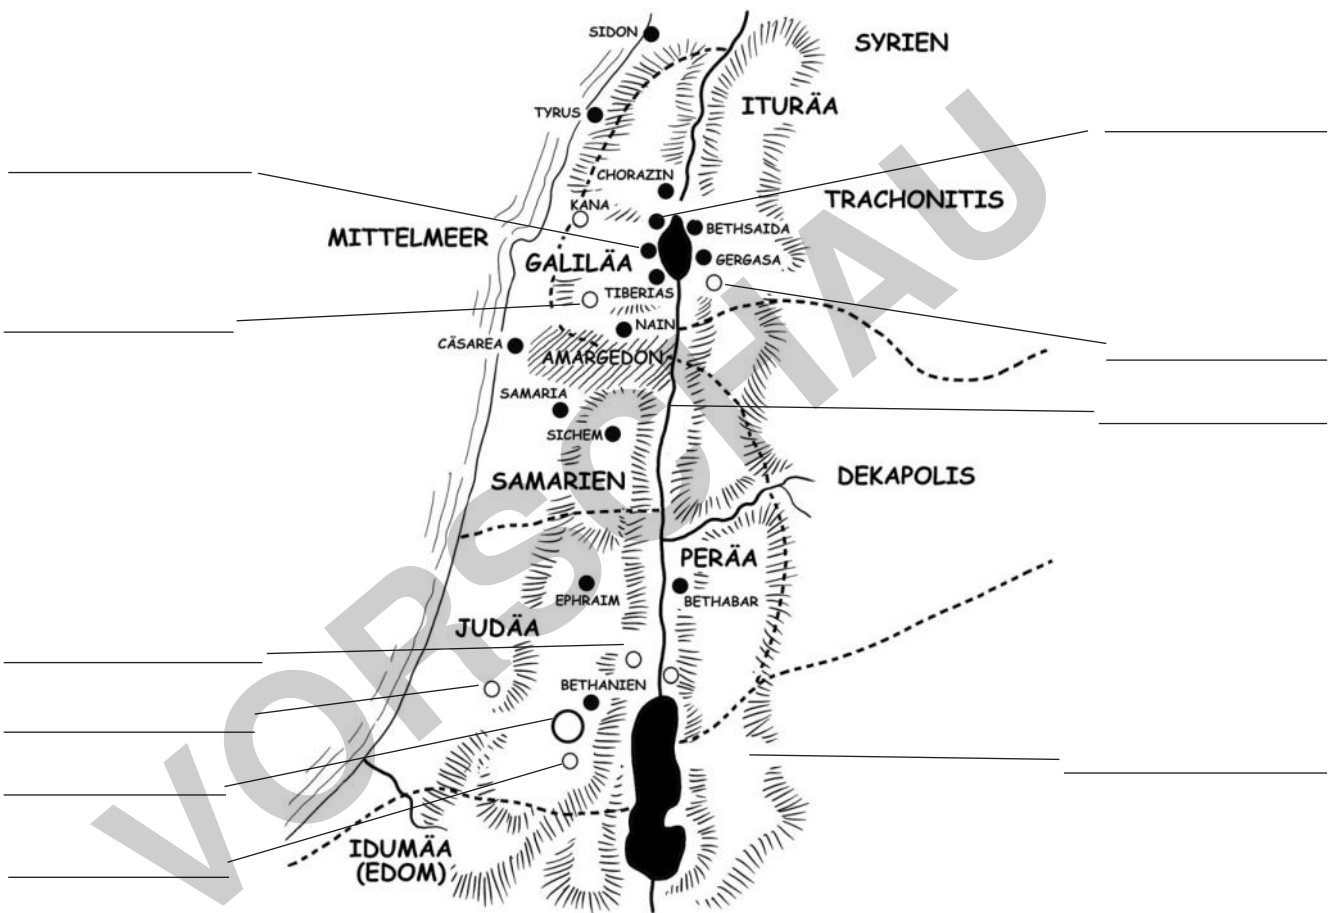 SIDON
SYRIEN
ITURÄA
TYRUS
CHORAZIN
TRACHONITIS
KANA
BETHSAIDA
MITTELMEER
GALILÄA
GERGASA
TIBERIAS
NAIN
CÄSAREA
AMARGEDON
SAMARIA
SICHEM
SAMARIEN
DEKAPOLIS
PERÄA
EPHRAIM
BETHABAR
JUDÄA
BETHANIEN
IDUMÄA
(EDOM)
VORSCHAU